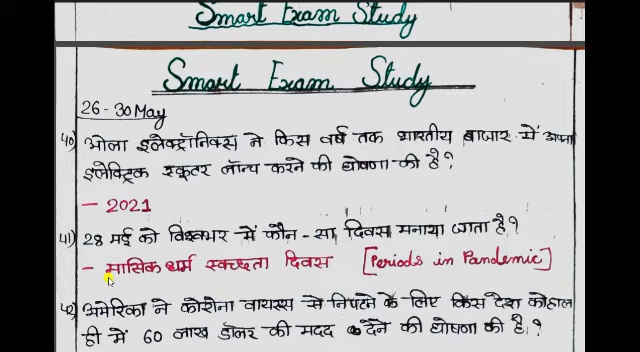 Smart Exam Study
Smart Exam Study
26-30 May
40) ओला इलेक्ट्रॉनिक्स ने किस वर्ष तक भारतीय बाजार में अपना
इलेक्ट्रिक स्कूटर लॉन्च करने की घोषणा की है?
- 2021
41) 28 मई को विश्वभर में कौन-सा दिवस मनाया जाता है?
- मासिक धर्म स्वच्छता दिवस [Periods in Pandemic]
42) अमेरिका ने कोरोना वायरस से निपटने के लिए किस देश को हाल
ही में 60 लाख डॉलर की मदद देने की घोषणा की है?